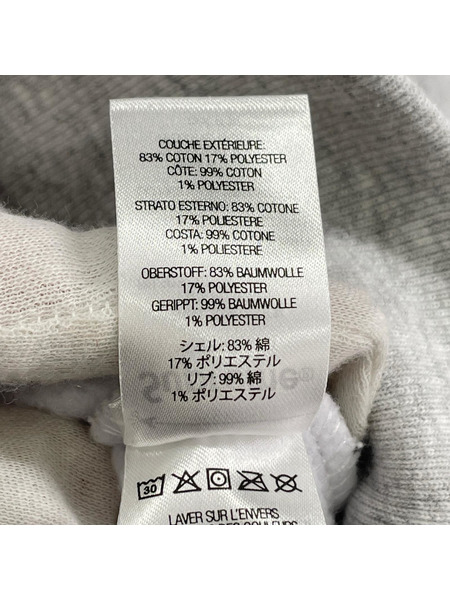 COUCHE EXTÉRIEURE:
83% COTON 17% POLYESTER
CÔTE: 99% COTON
1% POLYESTER
STRATO ESTERNO: 83% COTONE
17% POLIESTERE
COSTA: 99% COTONE
1% POLIESTERE
OBERSTOFF: 83% BAUMWOLLE
17% POLYESTER
GERIPPT: 99% BAUMWOLLE
1% POLYESTER
シェル: 83% 綿
17% ポリエステル
リブ: 99% 綿
1% ポリエステル
30
LAVER SUR L'ENVERS